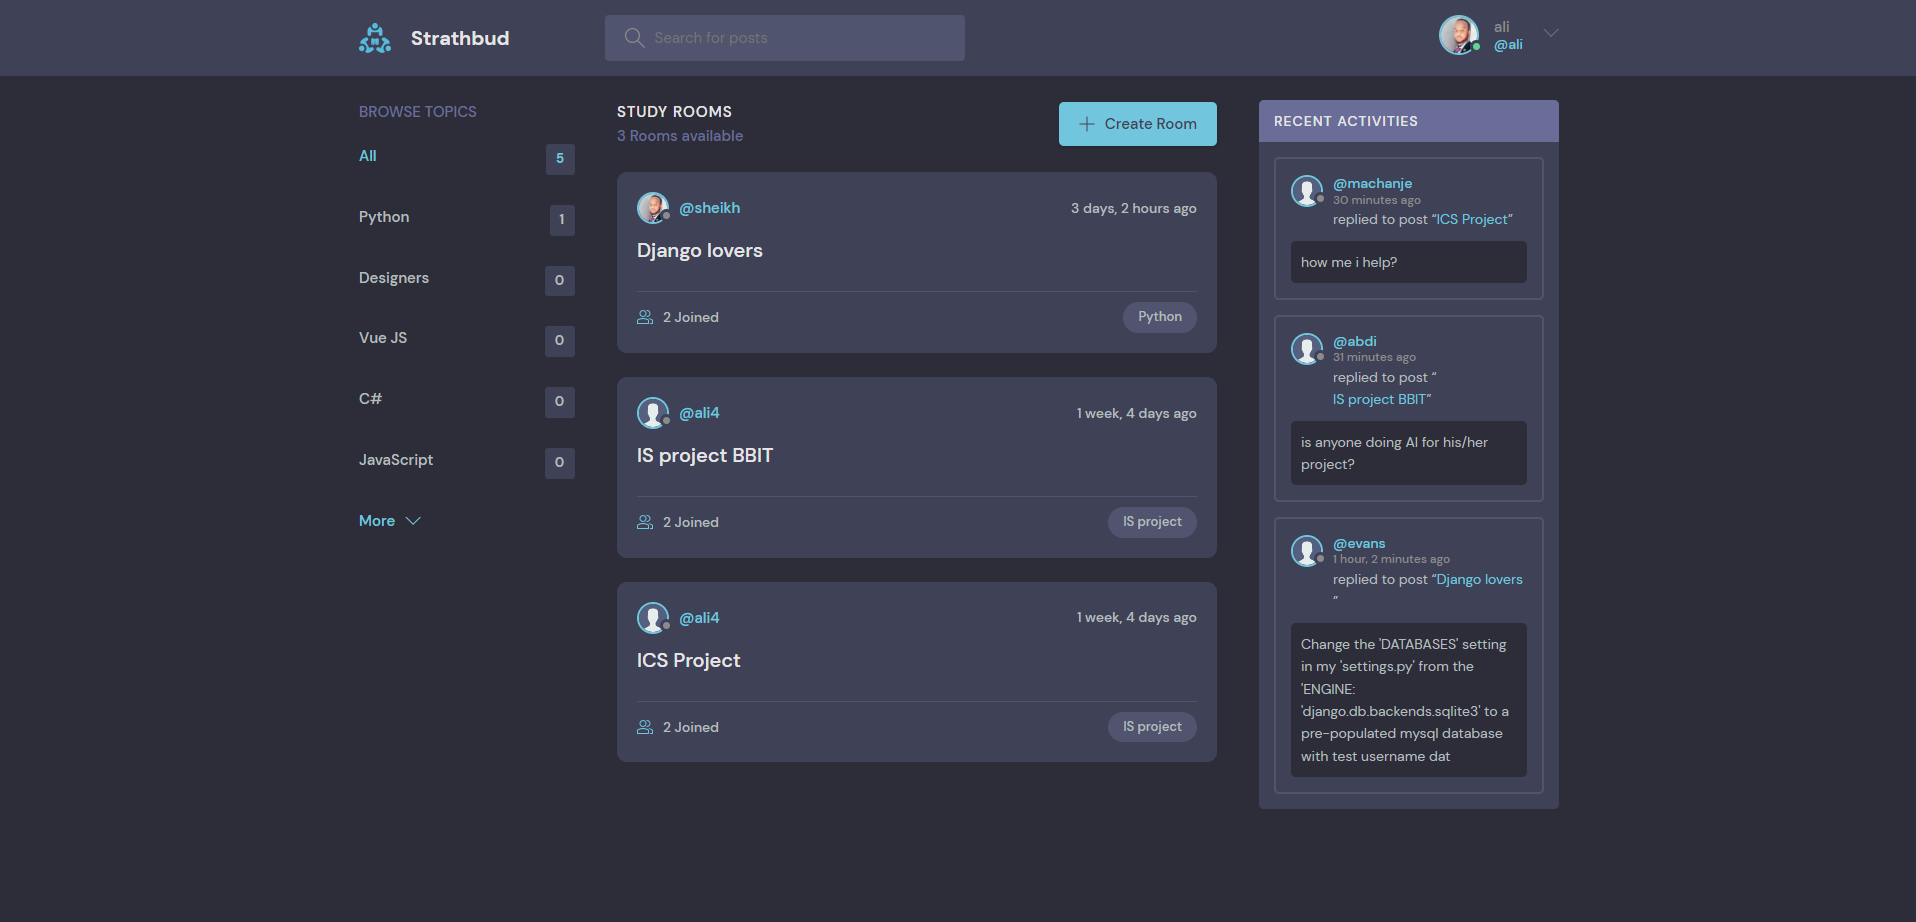 Strathbud
Search for posts
ali
@ali
BROWSE TOPICS
All 5
Python 1
Designers 0
Vue JS 0
C# 0
JavaScript 0
More
STUDY ROOMS
3 Rooms available
Create Room
@sheikh 3 days, 2 hours ago
Django lovers
2 Joined Python
@ali4 1 week, 4 days ago
IS project BBIT
2 Joined IS project
@ali4 1 week, 4 days ago
ICS Project
2 Joined IS project
RECENT ACTIVITIES
@machanje
30 minutes ago
replied to post “ICS Project”
how me i help?
@abdi
31 minutes ago
replied to post “
IS project BBIT”
is anyone doing AI for his/her
project?
@evans
1 hour, 2 minutes ago
replied to post “Django lovers
”
Change the 'DATABASES' setting
in my 'settings.py' from the
'ENGINE:
'django.db.backends.sqlite3' to a
pre-populated mysql database
with test username dat